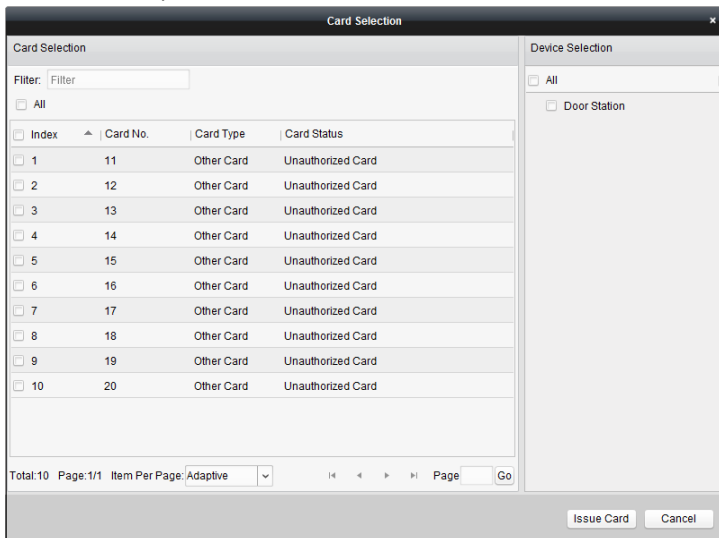 Card Selection ×
Card Selection
Fliter: Filter
All
Index Card No. Card Type Card Status
1 11 Other Card Unauthorized Card
2 12 Other Card Unauthorized Card
3 13 Other Card Unauthorized Card
4 14 Other Card Unauthorized Card
5 15 Other Card Unauthorized Card
6 16 Other Card Unauthorized Card
7 17 Other Card Unauthorized Card
8 18 Other Card Unauthorized Card
9 19 Other Card Unauthorized Card
10 20 Other Card Unauthorized Card
Total:10 Page:1/1 Item Per Page: Adaptive Page Go
Device Selection
All
Door Station
Issue Card Cancel